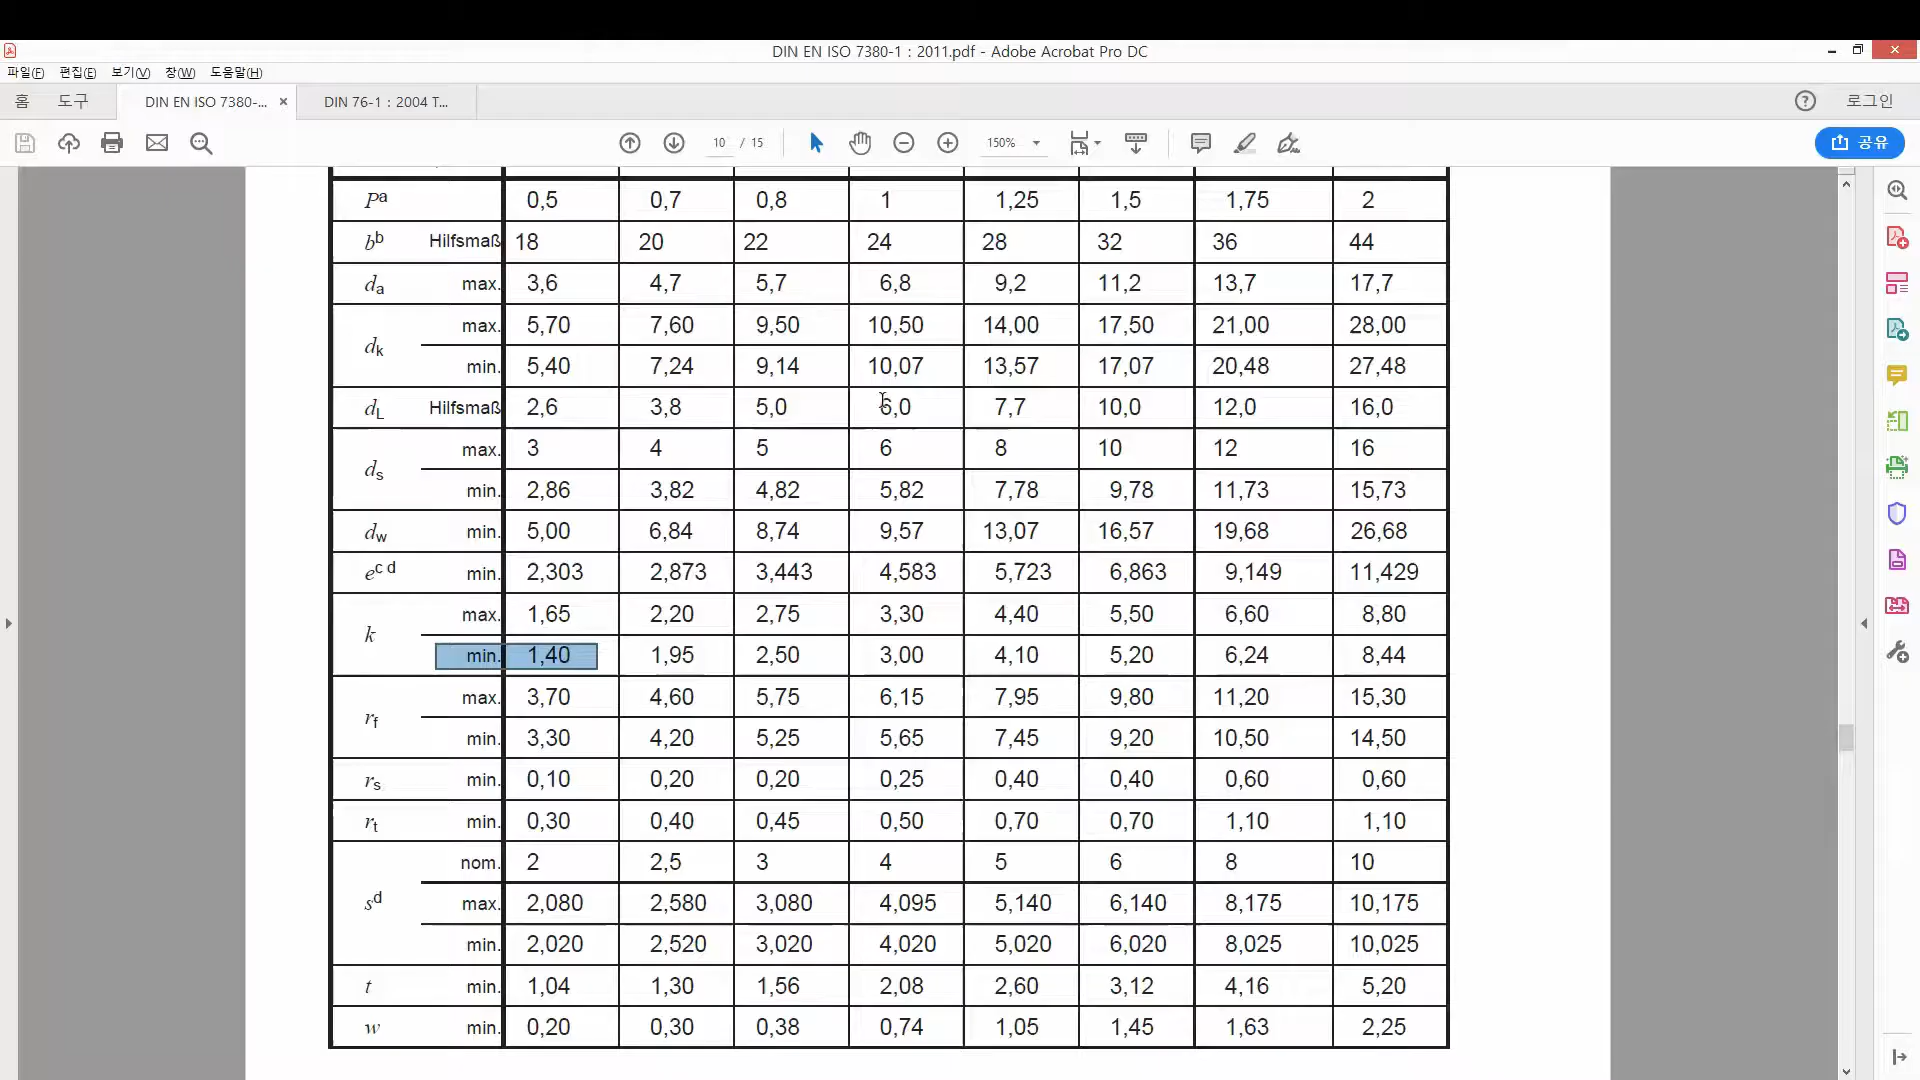 DIN EN ISO 7380-1 : 2011.pdf - Adobe Acrobat Pro DC
파일(F) 편집(E) 보기(V) 창(W) 도움말(H)
홈 도구 DIN EN ISO 7380-... × DIN 76-1 : 2004 T... 로그인
10 / 15 150% 공유
Pa 0,5 0,7 0,8 1 1,25 1,5 1,75 2
bb Hilfsmaß 18 20 22 24 28 32 36 44
da max. 3,6 4,7 5,7 6,8 9,2 11,2 13,7 17,7
dk max. 5,70 7,60 9,50 10,50 14,00 17,50 21,00 28,00
min. 5,40 7,24 9,14 10,07 13,57 17,07 20,48 27,48
dL Hilfsmaß 2,6 3,8 5,0 6,0 7,7 10,0 12,0 16,0
ds max. 3 4 5 6 8 10 12 16
min. 2,86 3,82 4,82 5,82 7,78 9,78 11,73 15,73
dw min. 5,00 6,84 8,74 9,57 13,07 16,57 19,68 26,68
ec d min. 2,303 2,873 3,443 4,583 5,723 6,863 9,149 11,429
k max. 1,65 2,20 2,75 3,30 4,40 5,50 6,60 8,80
min. 1,40 1,95 2,50 3,00 4,10 5,20 6,24 8,44
rf max. 3,70 4,60 5,75 6,15 7,95 9,80 11,20 15,30
min. 3,30 4,20 5,25 5,65 7,45 9,20 10,50 14,50
rs min. 0,10 0,20 0,20 0,25 0,40 0,40 0,60 0,60
rt min. 0,30 0,40 0,45 0,50 0,70 0,70 1,10 1,10
sd nom. 2 2,5 3 4 5 6 8 10
max. 2,080 2,580 3,080 4,095 5,140 6,140 8,175 10,175
min. 2,020 2,520 3,020 4,020 5,020 6,020 8,025 10,025
t min. 1,04 1,30 1,56 2,08 2,60 3,12 4,16 5,20
w min. 0,20 0,30 0,38 0,74 1,05 1,45 1,63 2,25